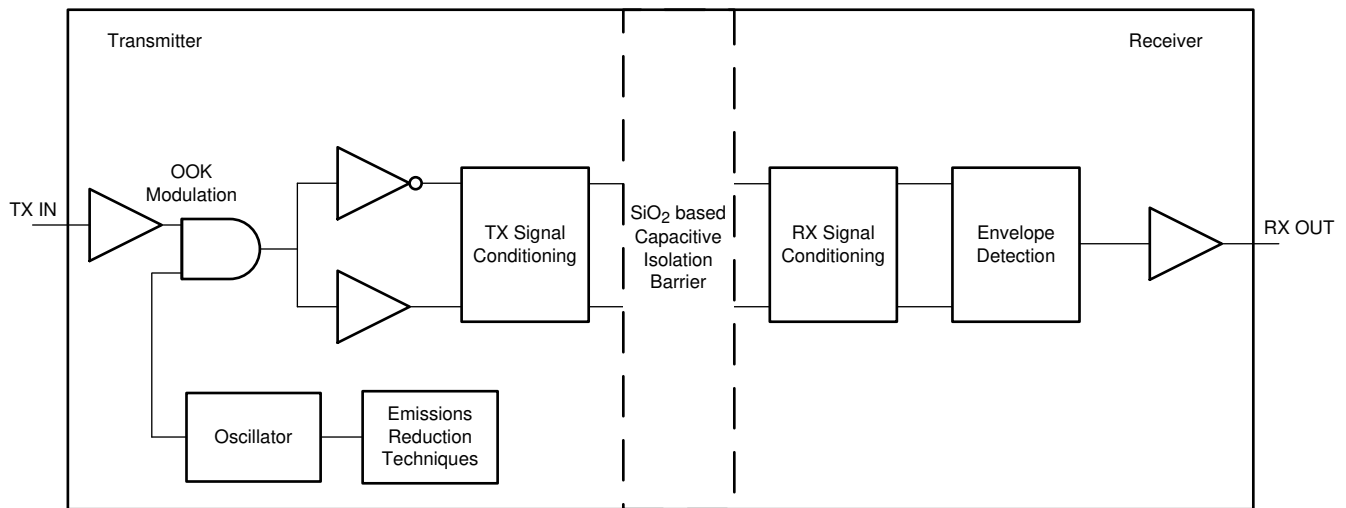 Transmitter
Receiver
OOK
Modulation
TX IN
TX Signal
Conditioning
SiO2 based
Capacitive
Isolation
Barrier
RX Signal
Conditioning
Envelope
Detection
RX OUT
Oscillator
Emissions
Reduction
Techniques